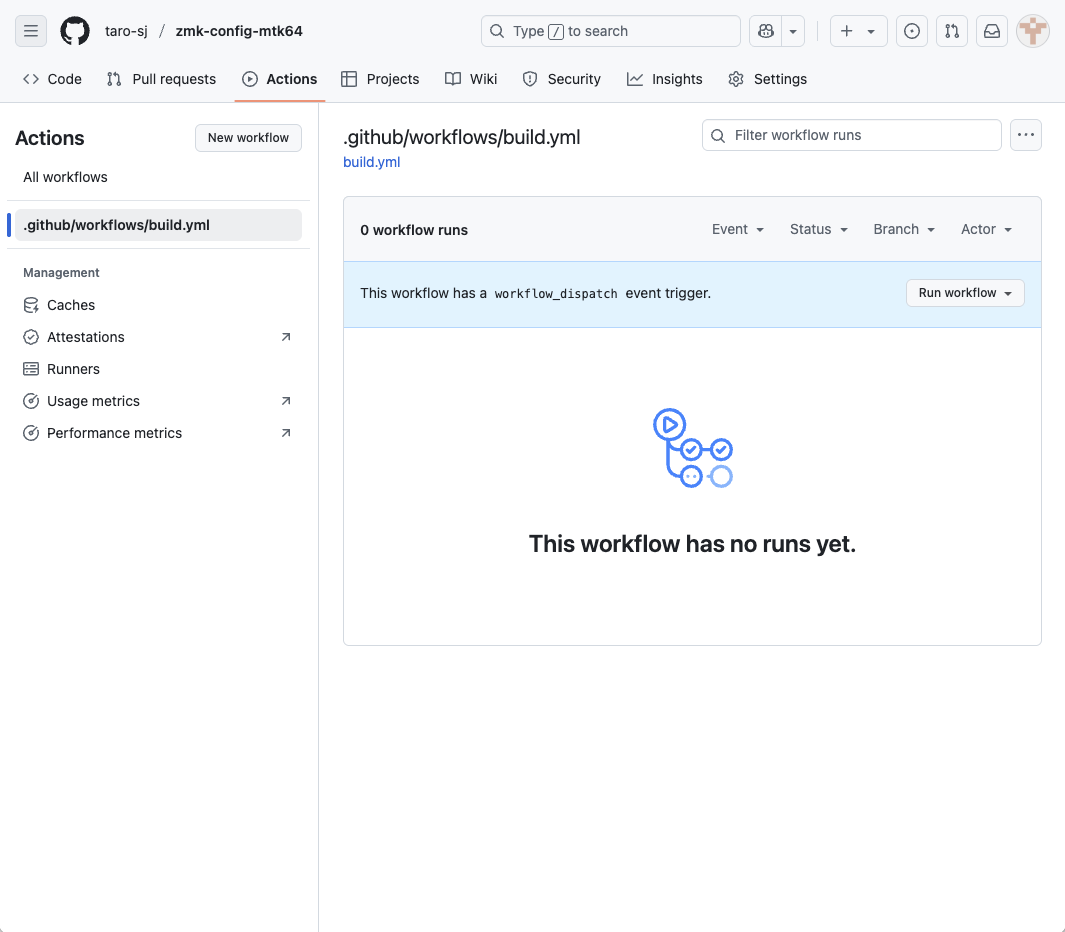 taro-sj / zmk-config-mtk64
Type / to search
Code Pull requests Actions Projects Wiki Security Insights Settings
Actions
New workflow
All workflows
.github/workflows/build.yml
Management
Caches
Attestations
Runners
Usage metrics
Performance metrics
.github/workflows/build.yml
build.yml
Filter workflow runs
0 workflow runs
Event Status Branch Actor
This workflow has a workflow_dispatch event trigger.
Run workflow
This workflow has no runs yet.